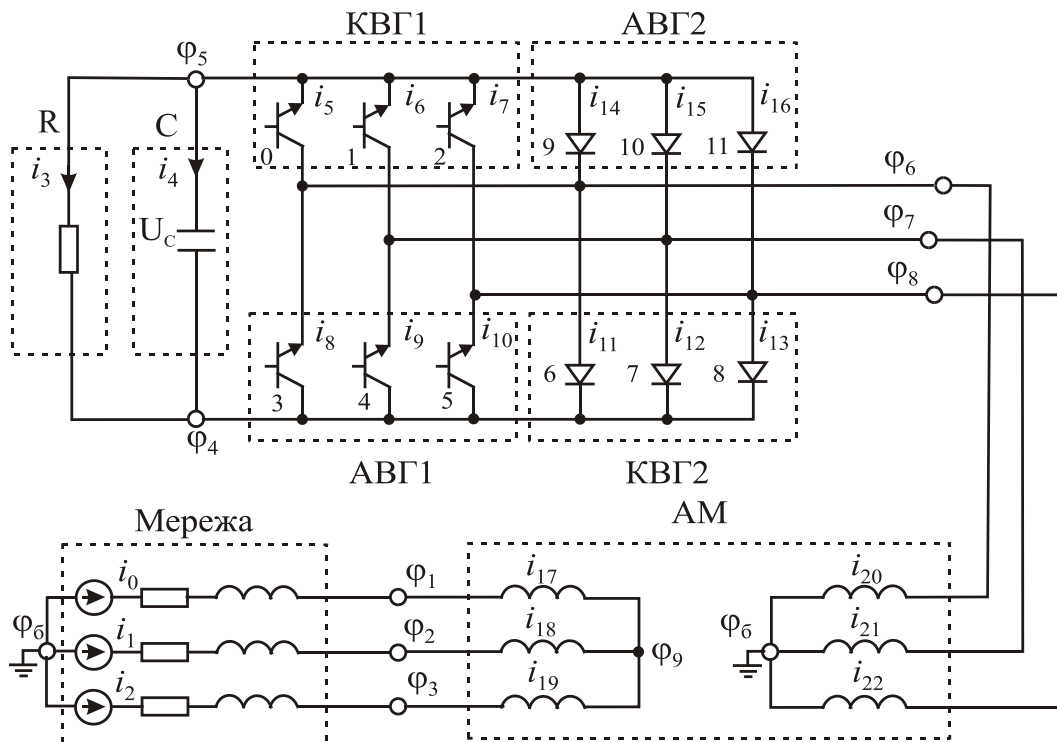 КВГ1 АВГ2
φ5
i5 i6 i7 i14 i15 i16
R C
0 1 2 9 10 11
i3 i4
φ6
UC
φ7
φ8
i8 i9 i10 i11 i12 i13
3 4 5 6 7 8
φ4
АВГ1 КВГ2
Мережа АМ
i0 φ1 i17 i20
φб i1 φ2 i18 φ9 φб i21
i2 φ3 i19 i22